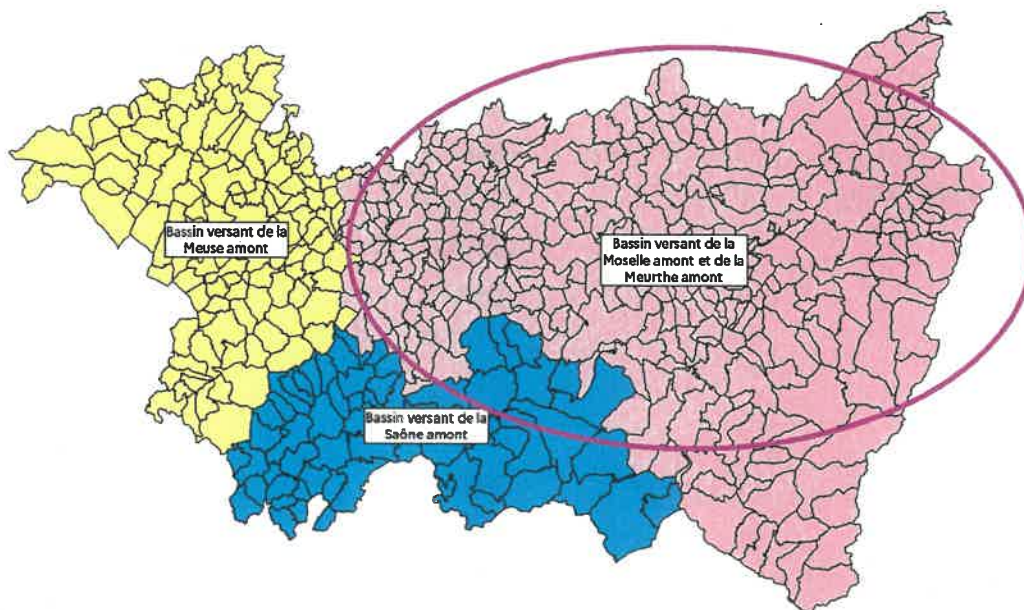 Bassin versant de la
Meuse amont
Bassin versant de la
Moselle amont et de la
Meurthe amont
Bassin versant de la
Saône amont